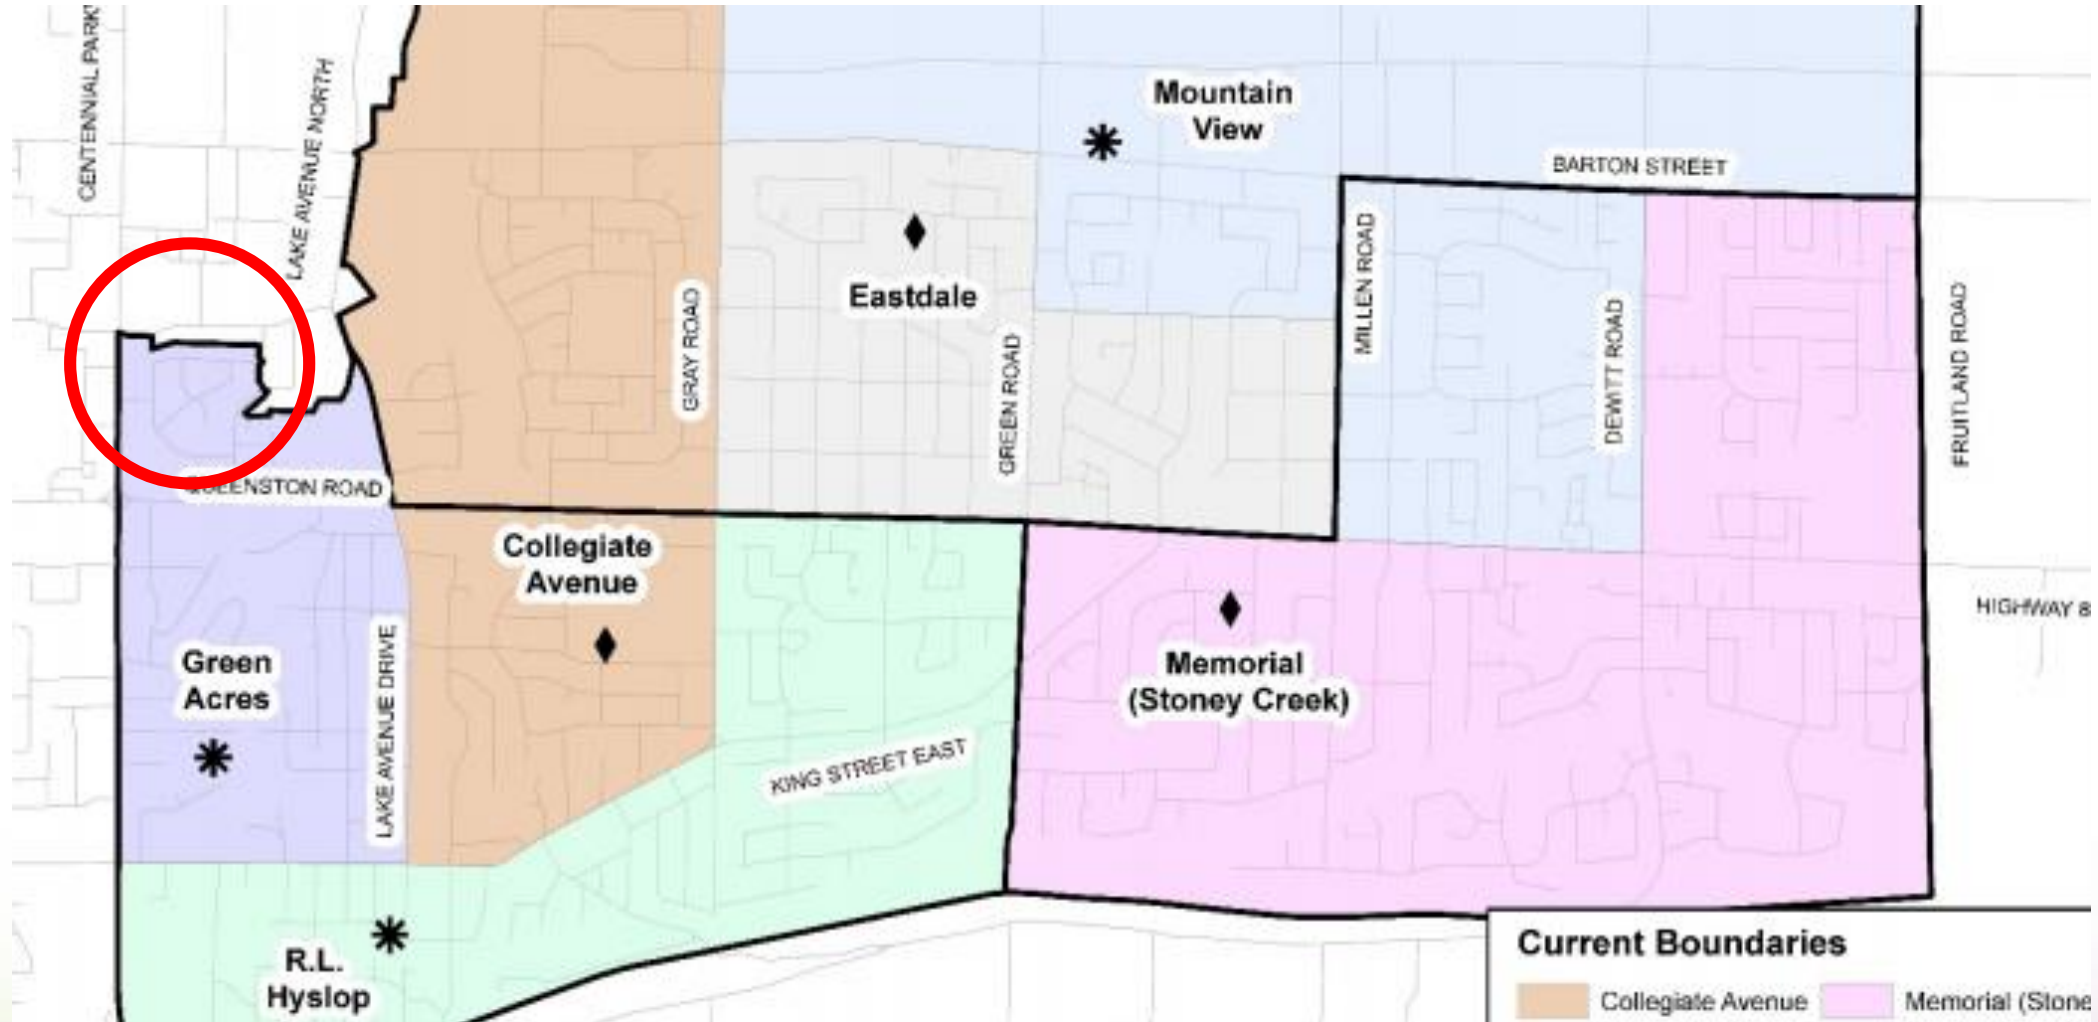 CENTENNIAL PARK
LAKE AVENUE NORTH
Mountain
View
BARTON STREET
Eastdale
GRAY ROAD
GREEN ROAD
MILLEN ROAD
DEWITT ROAD
FRUITLAND ROAD
QUEENSTON ROAD
Collegiate
Avenue
HIGHWAY 8
Green
Acres
LAKE AVENUE DRIVE
Memorial
(Stoney Creek)
KING STREET EAST
R.L.
Hyslop
Current Boundaries
Collegiate Avenue
Memorial (Stone